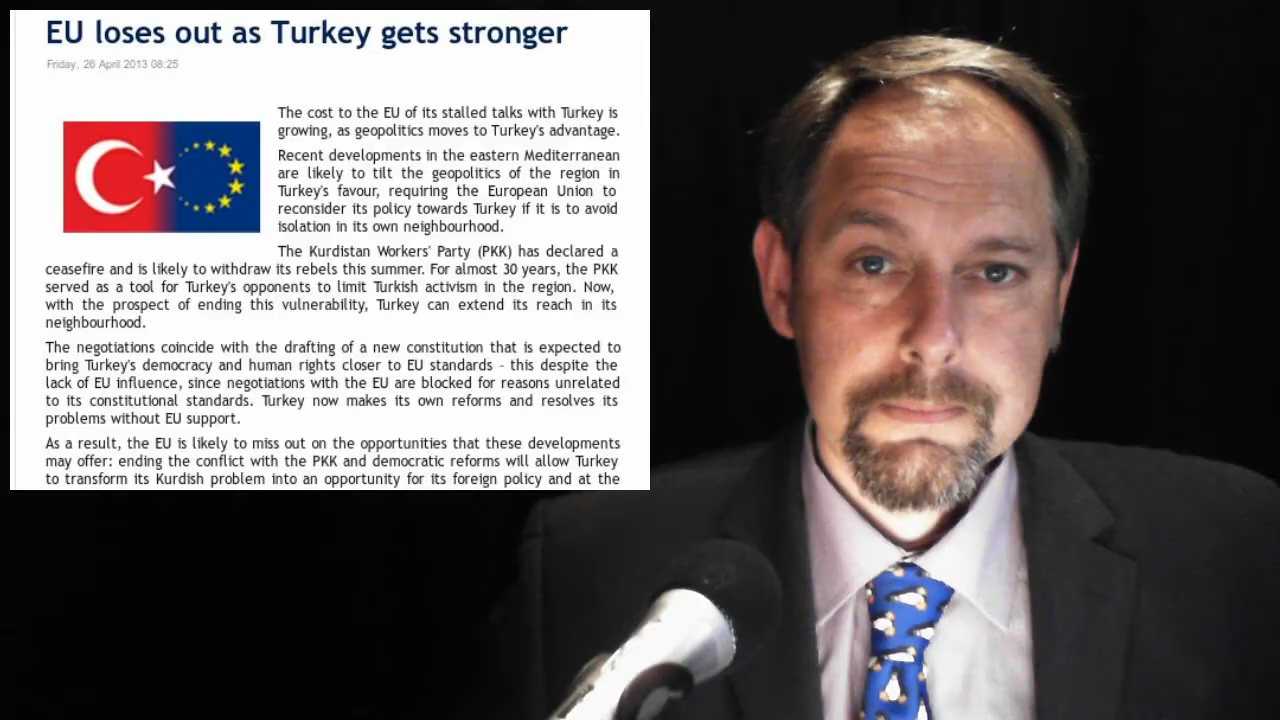 EU loses out as Turkey gets stronger
Friday, 26 April 2013 08:25
The cost to the EU of its stalled talks with Turkey is
growing, as geopolitics moves to Turkey's advantage.
Recent developments in the eastern Mediterranean
are likely to tilt the geopolitics of the region in
Turkey's favour, requiring the European Union to
reconsider its policy towards Turkey if it is to avoid
isolation in its own neighbourhood.
The Kurdistan Workers' Party (PKK) has declared a
ceasefire and is likely to withdraw its rebels this summer. For almost 30 years, the PKK
served as a tool for Turkey's opponents to limit Turkish activism in the region. Now,
with the prospect of ending this vulnerability, Turkey can extend its reach in its
neighbourhood.
The negotiations coincide with the drafting of a new constitution that is expected to
bring Turkey's democracy and human rights closer to EU standards - this despite the
lack of EU influence, since negotiations with the EU are blocked for reasons unrelated
to its constitutional standards. Turkey now makes its own reforms and resolves its
problems without EU support.
As a result, the EU is likely to miss out on the opportunities that these developments
may offer: ending the conflict with the PKK and democratic reforms will allow Turkey
to transform its Kurdish problem into an opportunity for its foreign policy and at the